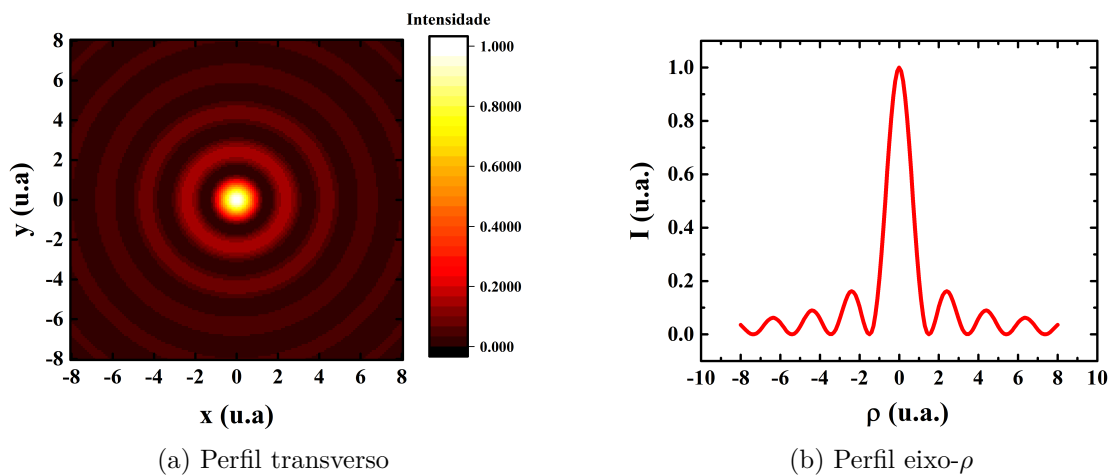 Intensidade
8
6
4
2
0
-2
-4
-6
-8
y (u.a)
-8 -6 -4 -2 0 2 4 6 8
x (u.a)
1.000
0.8000
0.6000
0.4000
0.2000
0.000
(a) Perfil transverso
1.0
0.8
0.6
0.4
0.2
0.0
I (u.a.)
-10 -8 -6 -4 -2 0 2 4 6 8 10
ρ (u.a.)
(b) Perfil eixo-ρ